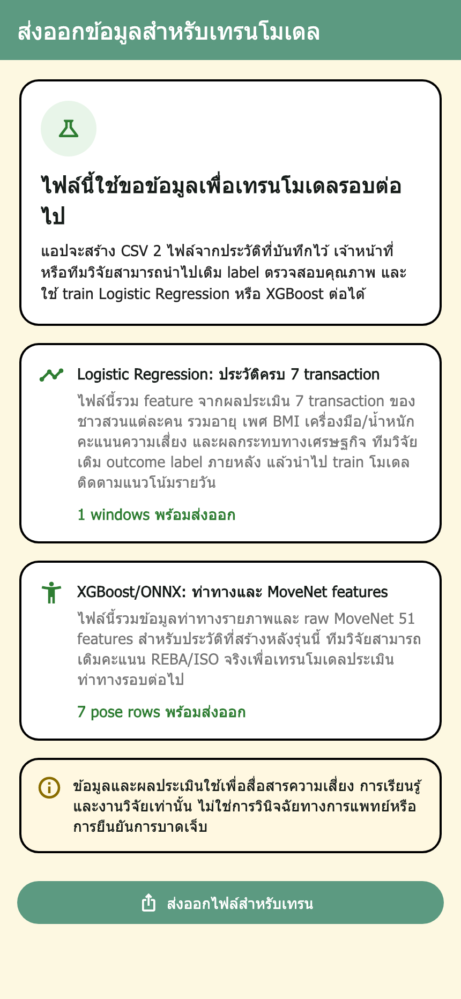 ส่งออกข้อมูลสำหรับเทรนโมเดล
ไฟล์นี้ใช้ขอข้อมูลเพื่อเทรนโมเดลรอบต่อ
ไป
แอปจะสร้าง CSV 2 ไฟล์จากประวัติที่บันทึกไว้ เจ้าหน้าที่
หรือทีมวิจัยสามารถนำไปเติม label ตรวจสอบคุณภาพ และ
ใช้ train Logistic Regression หรือ XGBoost ต่อได้
Logistic Regression: ประวัติครบ 7 transaction
ไฟล์นี้รวม feature จากผลประเมิน 7 transaction ของ
ชาวสวนแต่ละคน รวมอายุ เพศ BMI เครื่องมือ/น้ำหนัก
คะแนนความเสี่ยง และผลกระทบทางเศรษฐกิจ ทีมวิจัย
เติม outcome label ภายหลัง แล้วนำไป train โมเดล
ติดตามแนวโน้มรายวัน
1 windows พร้อมส่งออก
XGBoost/ONNX: ท่าทางและ MoveNet features
ไฟล์นี้รวมข้อมูลท่าทางรายภาพและ raw MoveNet 51
features สำหรับประวัติที่สร้างหลังรุ่นนี้ ทีมวิจัยสามารถ
เติมคะแนน REBA/ISO จริงเพื่อเทรนโมเดลประเมิน
ท่าทางรอบต่อไป
7 pose rows พร้อมส่งออก
ข้อมูลและผลประเมินใช้เพื่อสื่อสารความเสี่ยง การเรียนรู้
และงานวิจัยเท่านั้น ไม่ใช่การวินิจฉัยทางการแพทย์หรือ
การยืนยันการบาดเจ็บ
ส่งออกไฟล์สำหรับเทรน